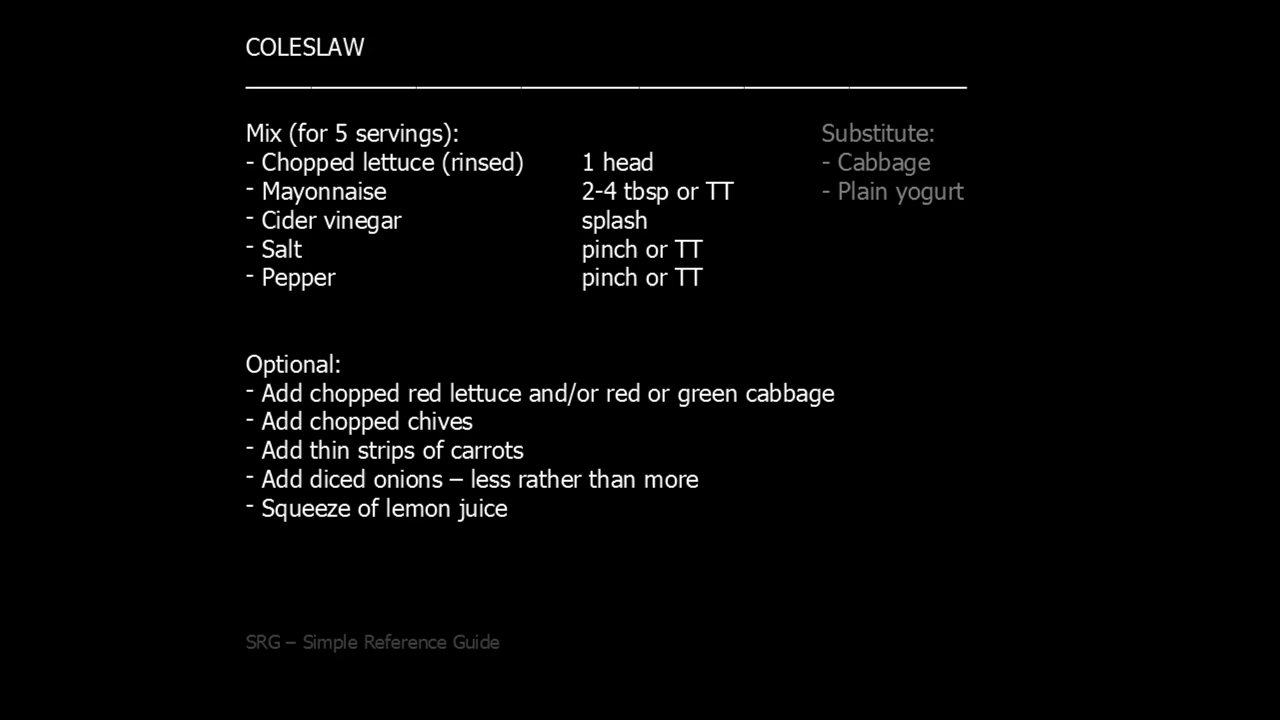 COLESLAW
Mix (for 5 servings): Substitute:
- Chopped lettuce (rinsed) 1 head - Cabbage
- Mayonnaise 2-4 tbsp or TT - Plain yogurt
- Cider vinegar splash
- Salt pinch or TT
- Pepper pinch or TT
Optional:
- Add chopped red lettuce and/or red or green cabbage
- Add chopped chives
- Add thin strips of carrots
- Add diced onions – less rather than more
- Squeeze of lemon juice
SRG – Simple Reference Guide